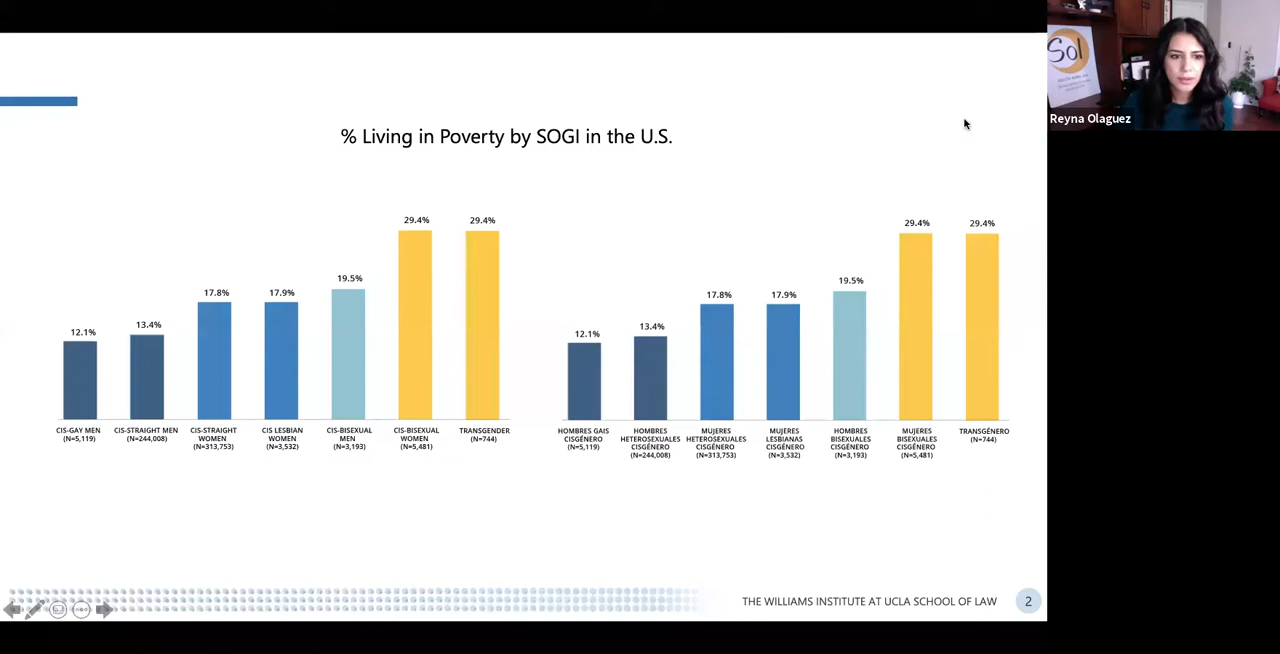 Sol
Reyna Olaguez
% Living in Poverty by SOGI in the U.S.
12.1%
13.4%
17.8%
17.9%
19.5%
29.4%
29.4%
CIS-GAY MEN
(N=5,119)
CIS-STRAIGHT MEN
(N=244,008)
CIS-STRAIGHT
WOMEN
(N=313,753)
CIS LESBIAN
WOMEN
(N=3,532)
CIS-BISEXUAL
MEN
(N=3,193)
CIS-BISEXUAL
WOMEN
(N=5,481)
TRANSGENDER
(N=744)
12.1%
13.4%
17.8%
17.9%
19.5%
29.4%
29.4%
HOMBRES GAIS
CISGÉNERO
(N=5,119)
HOMBRES
HETEROSEXUALES
CISGÉNERO
(N=244,008)
MUJERES
HETEROSEXUALES
CISGÉNERO
(N=313,753)
MUJERES
LESBIANAS
CISGÉNERO
(N=3,532)
HOMBRES
BISEXUALES
CISGÉNERO
(N=3,193)
MUJERES
BISEXUALES
CISGÉNERO
(N=5,481)
TRANSGÉNERO
(N=744)
THE WILLIAMS INSTITUTE AT UCLA SCHOOL OF LAW
2